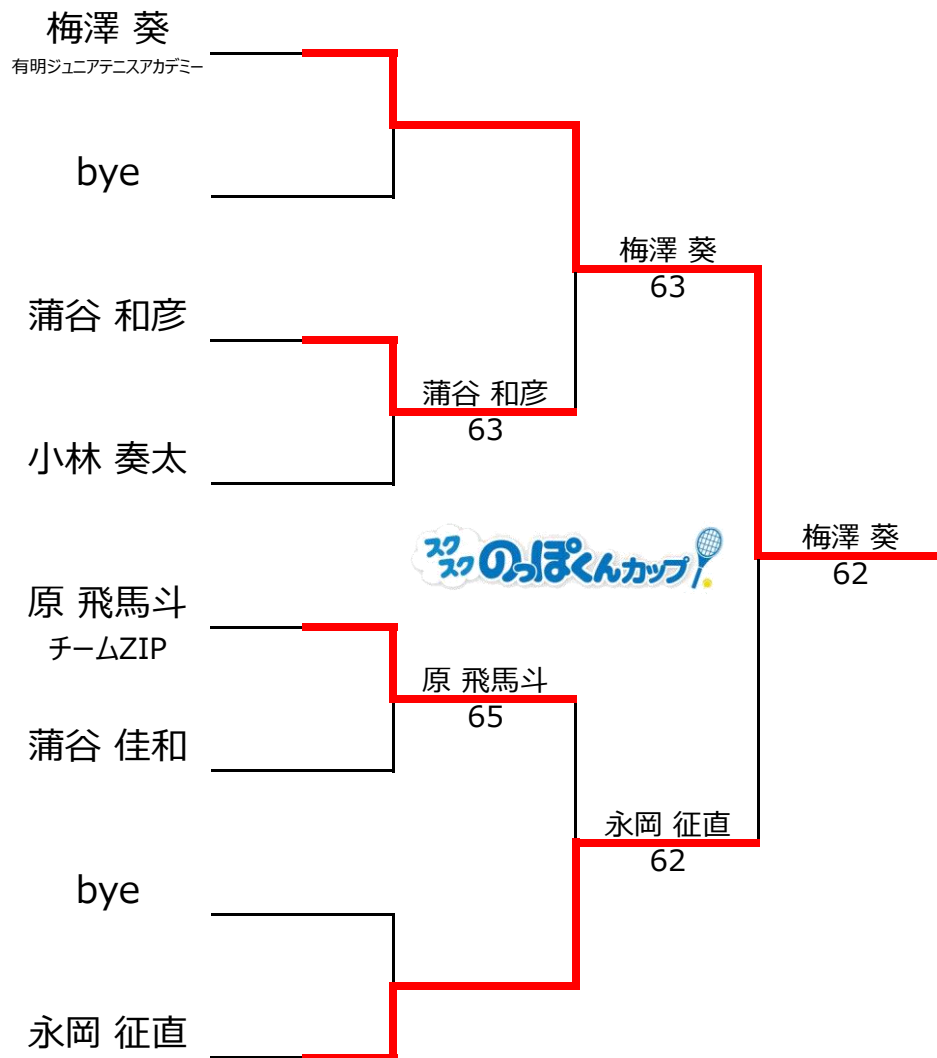 梅澤 葵
有明ジュニアテニスアカデミー
bye
梅澤 葵
63
蒲谷 和彦
蒲谷 和彦
63
小林 奏太
スクスクのっぽくんカップ
梅澤 葵
62
原 飛馬斗
チームZIP
原 飛馬斗
65
蒲谷 佳和
永岡 征直
62
bye
永岡 征直